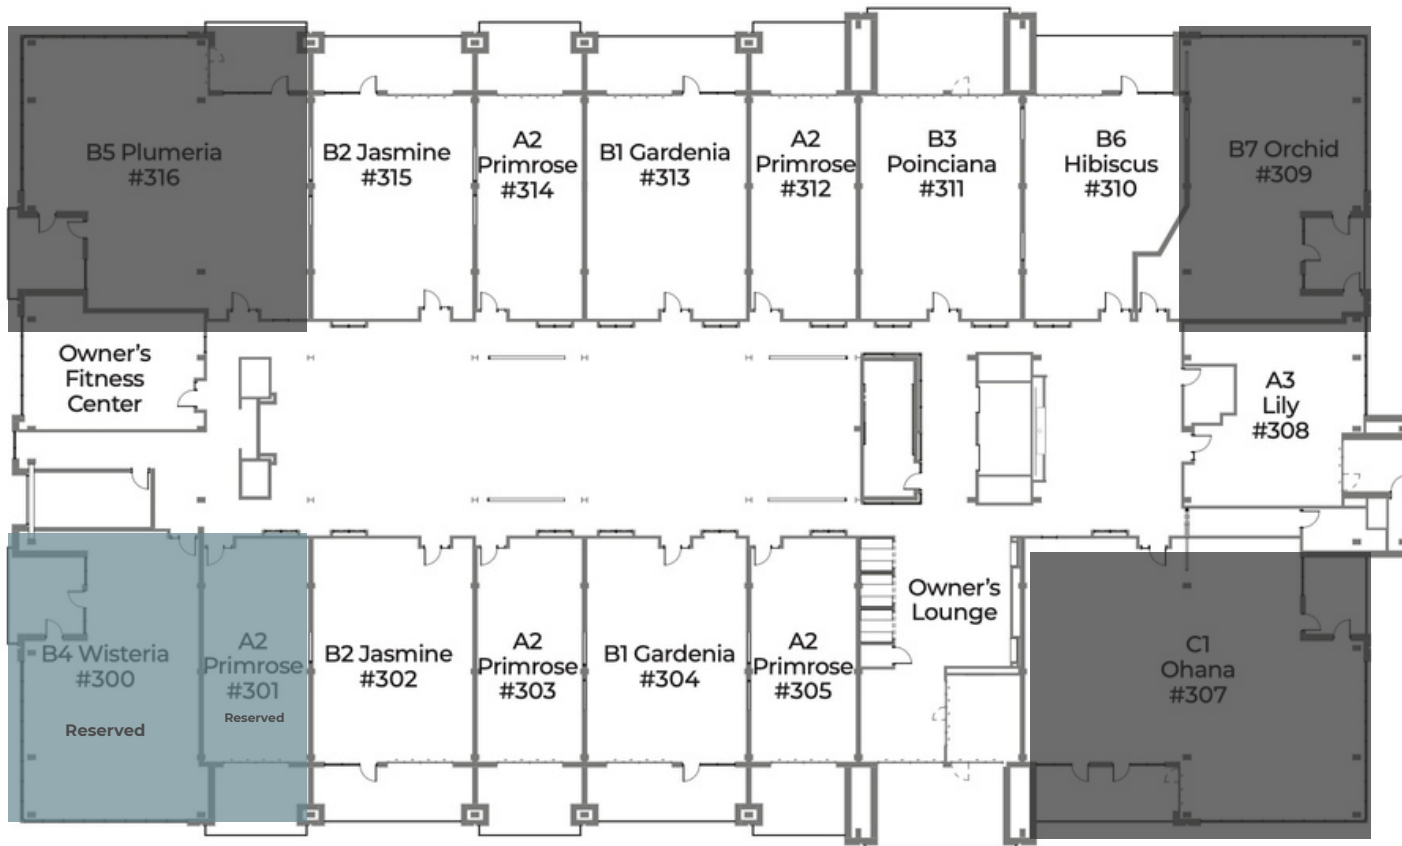 B5 Plumeria
#316
B2 Jasmine
#315
A2
Primrose
#314
B1 Gardenia
#313
A2
Primrose
#312
B3
Poinciana
#311
B6
Hibiscus
#310
B7 Orchid
#309
Owner's
Fitness
Center
A3
Lily
#308
B4 Wisteria
#300
Reserved
A2
Primrose
#301
Reserved
B2 Jasmine
#302
A2
Primrose
#303
B1 Gardenia
#304
A2
Primrose
#305
Owner's
Lounge
C1
Ohana
#307